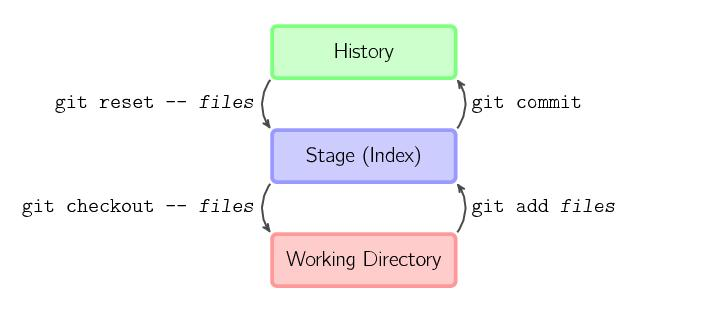 History
git reset -- files
git commit
Stage (Index)
git checkout -- files
git add files
Working Directory